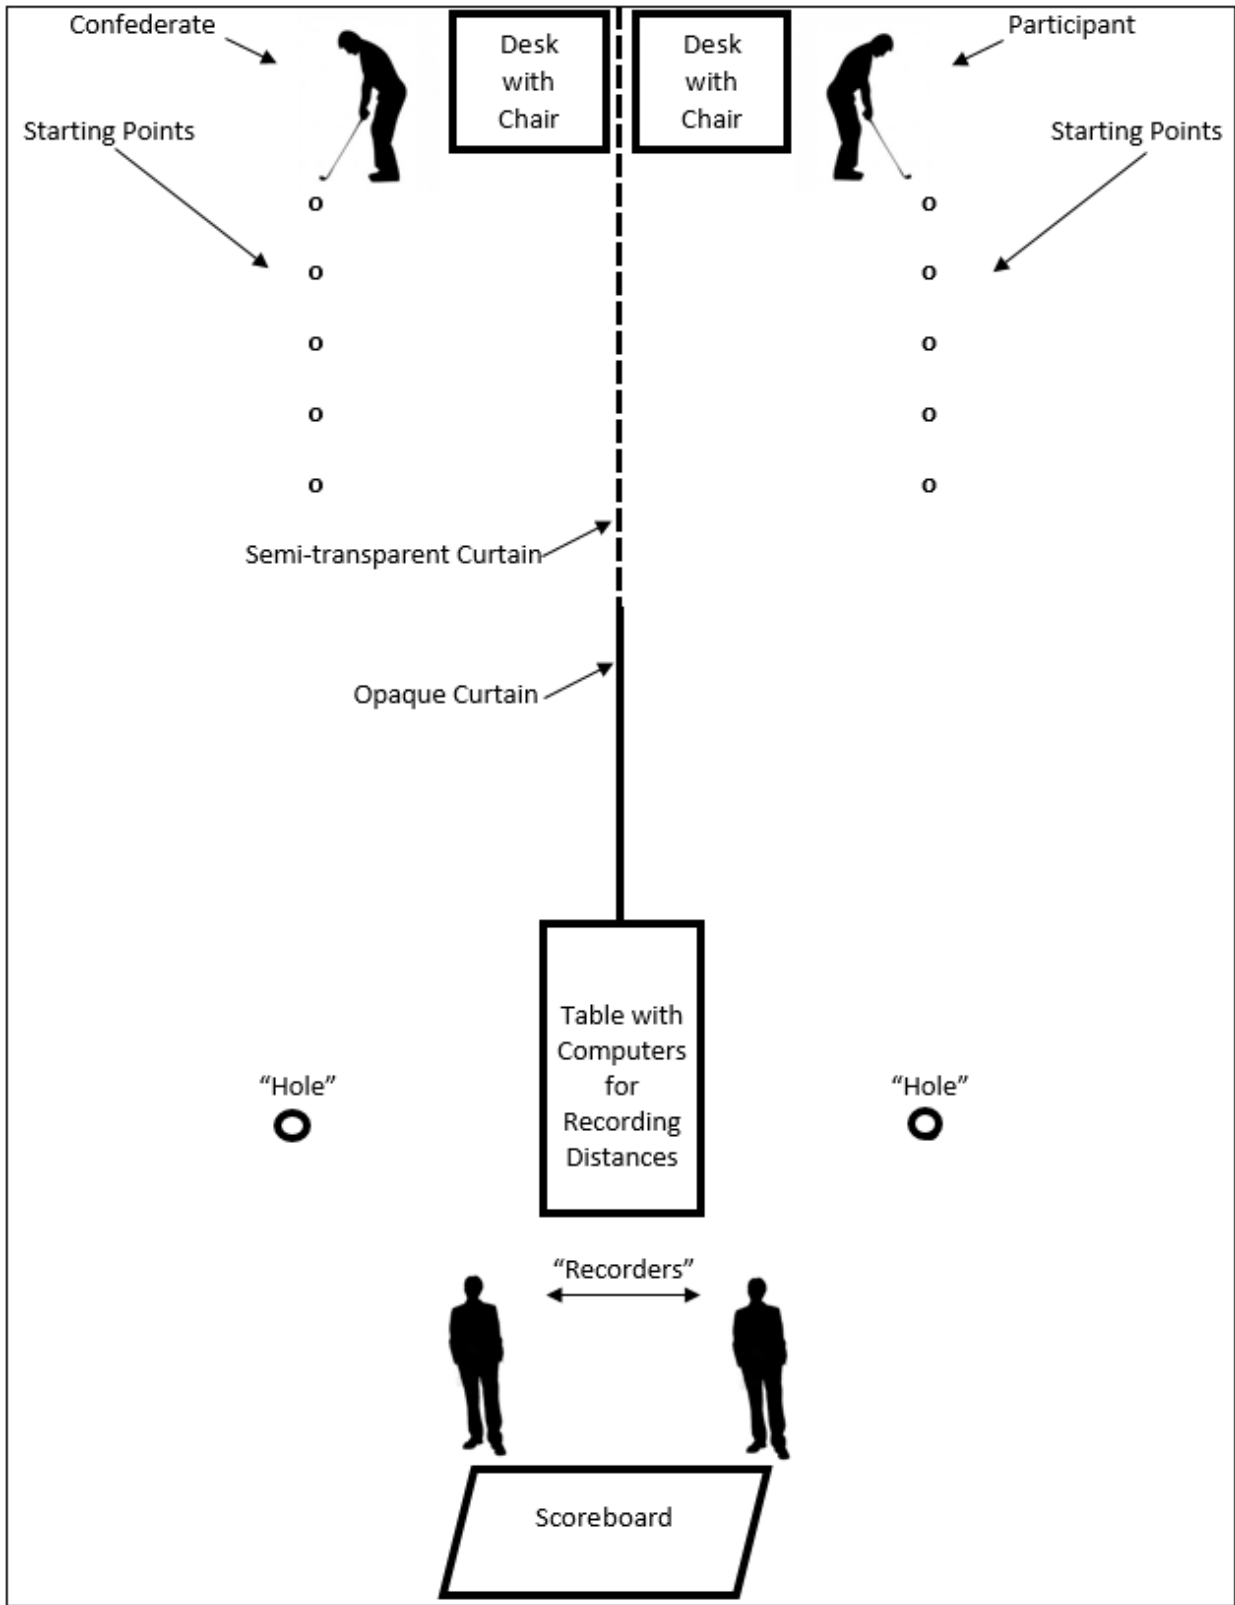 Confederate
Desk
with
Chair
Desk
with
Chair
Participant
Starting Points
Starting Points
o
o
o
o
o
o
o
o
o
o
Semi-transparent Curtain
Opaque Curtain
Table with
Computers
for
Recording
Distances
“Hole”
“Hole”
“Recorders”
Scoreboard